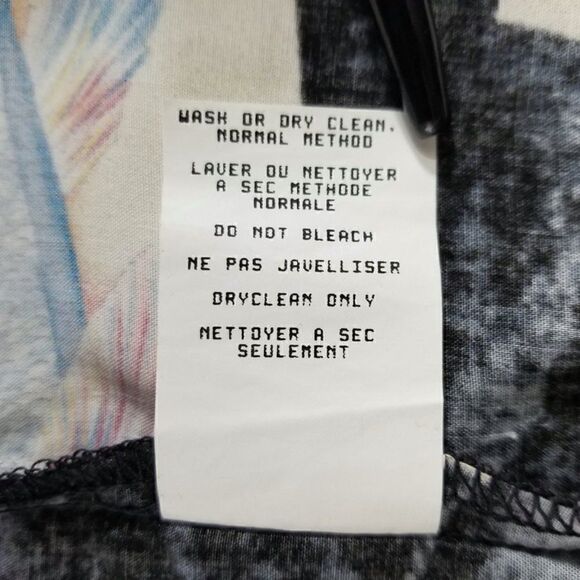 WASH OR DRY CLEAN.
NORMAL METHOD
LAVER OU NETTOYER
A SEC METHODE
NORMALE
DO NOT BLEACH
NE PAS JAVELLISER
DRYCLEAN ONLY
NETTOYER A SEC
SEULEMENT